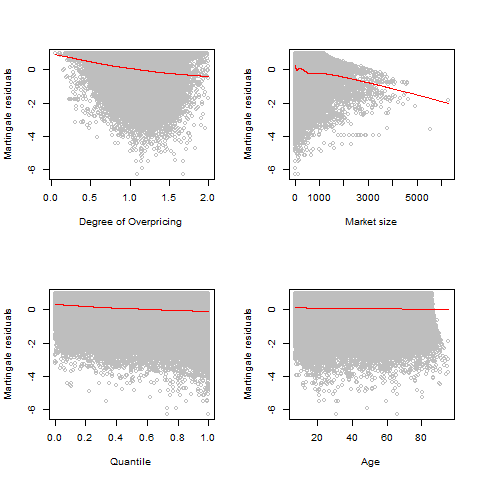 Martingale residuals
0
-2
-4
-6
0.0 0.5 1.0 1.5 2.0
Degree of Overpricing
Martingale residuals
0
-2
-4
-6
0 1000 3000 5000
Market size
Martingale residuals
0
-2
-4
-6
0.0 0.2 0.4 0.6 0.8 1.0
Quantile
Martingale residuals
0
-2
-4
-6
20 40 60 80
Age